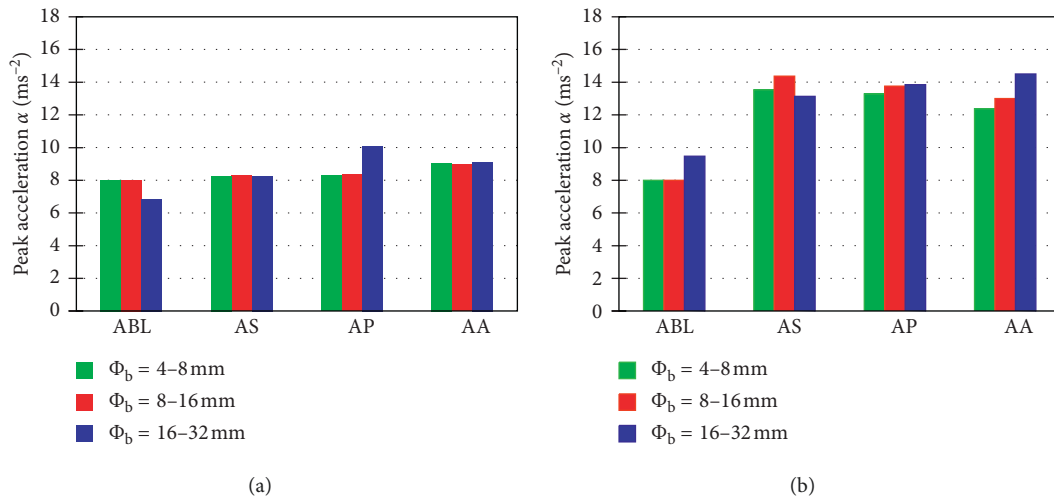 Peak acceleration α (ms⁻²)
18
16
14
12
10
8
6
4
2
0
ABL AS AP AA
Φb = 4–8 mm
Φb = 8–16 mm
Φb = 16–32 mm
(a)
Peak acceleration α (ms⁻²)
18
16
14
12
10
8
6
4
2
0
ABL AS AP AA
Φb = 4–8 mm
Φb = 8–16 mm
Φb = 16–32 mm
(b)